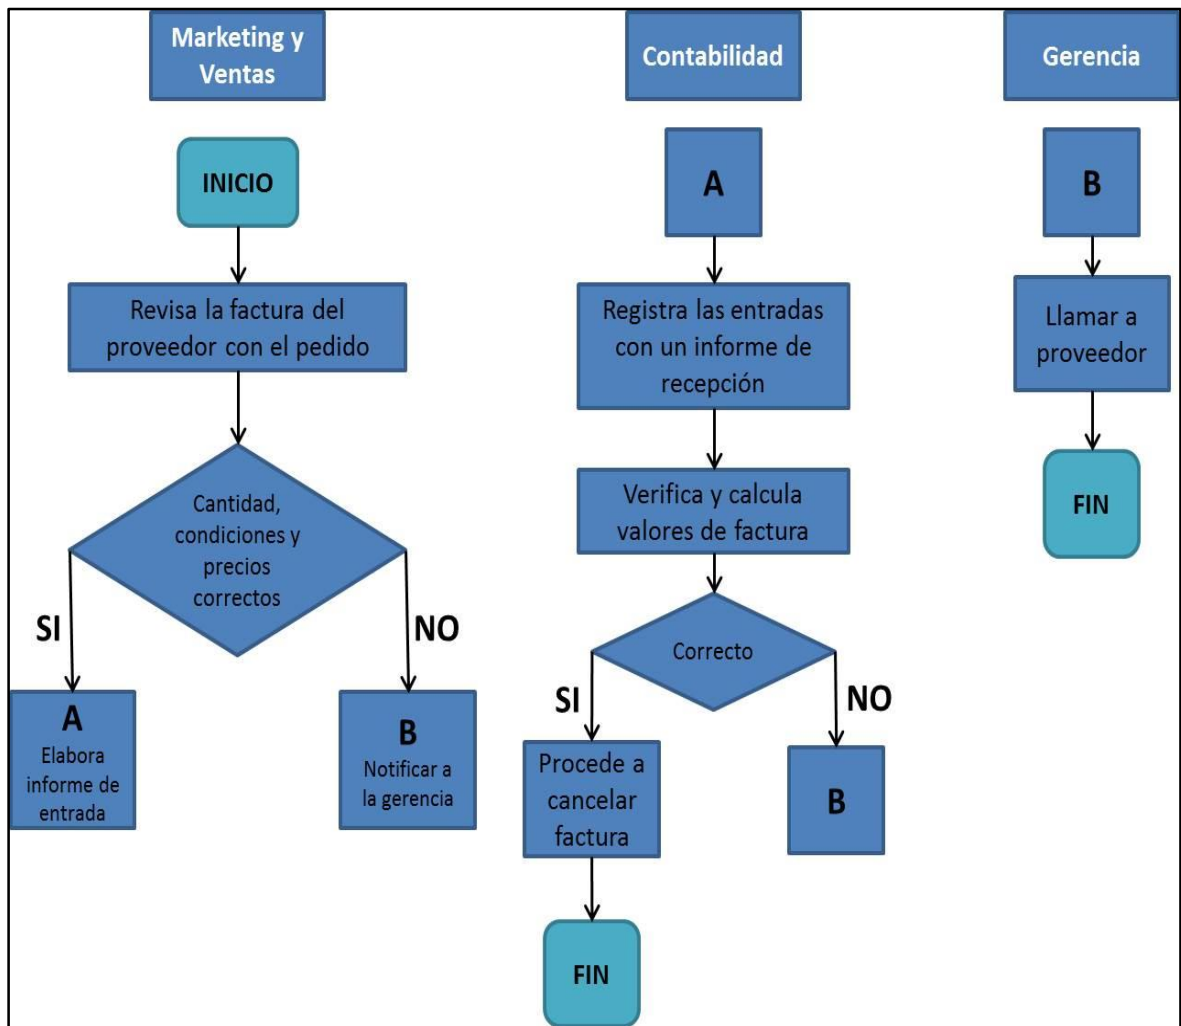 Marketing y
Ventas
Contabilidad
Gerencia
INICIO
Revisa la factura del
proveedor con el pedido
Cantidad,
condiciones y
precios
correctos
SI
NO
A
Elabora
informe de
entrada
B
Notificar a
la gerencia
A
Registra las entradas
con un informe de
recepción
Verifica y calcula
valores de factura
Correcto
SI
NO
Procede a
cancelar
factura
B
FIN
B
Llamar a
proveedor
FIN